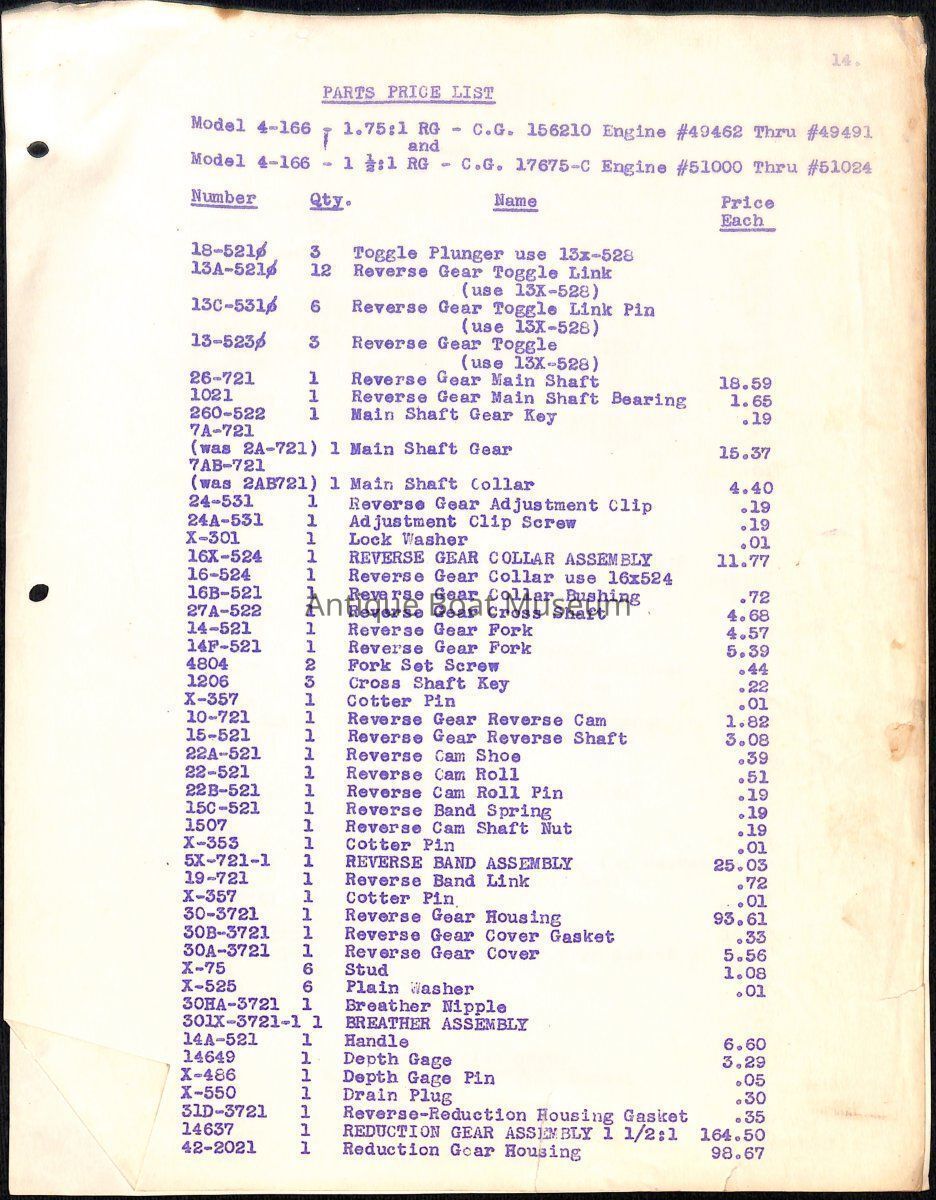 14.
PARTS PRICE LIST
Model 4-166 - 1.75:1 RG - C.G. 156210 Engine #49462 Thru #49491
and
Model 4-166 - 1 ½:1 RG - C.G. 17675-C Engine #51000 Thru #51024
Number Qty. Name Price
Each
18-521∅ 3 Toggle Plunger use 13x-528
13A-521∅ 12 Reverse Gear Toggle Link
(use 13X-528)
13C-531∅ 6 Reverse Gear Toggle Link Pin
(use 13X-528)
13-523∅ 3 Reverse Gear Toggle
(use 13X-528)
26-721 1 Reverse Gear Main Shaft 18.59
1021 1 Reverse Gear Main Shaft Bearing 1.65
260-522 1 Main Shaft Gear Key .19
7A-721
(was 2A-721) 1 Main Shaft Gear 15.37
7AB-721
(was 2AB721) 1 Main Shaft Collar 4.40
24-531 1 Reverse Gear Adjustment Clip .19
24A-531 1 Adjustment Clip Screw .19
X-301 1 Lock Washer .01
16X-524 1 REVERSE GEAR COLLAR ASSEMBLY 11.77
16-524 1 Reverse Gear Collar use 16x524
16B-521 1 Reverse Gear Collar Bushing .72
Antique Boat Museum
27A-522 1 Reverse Gear Cross Shaft 4.68
14-521 1 Reverse Gear Fork 4.57
14F-521 1 Reverse Gear Fork 5.39
4804 2 Fork Set Screw .44
1206 3 Cross Shaft Key .22
X-357 1 Cotter Pin .01
10-721 1 Reverse Gear Reverse Cam 1.82
15-521 1 Reverse Gear Reverse Shaft 3.08
22A-521 1 Reverse Cam Shoe .39
22-521 1 Reverse Cam Roll .51
22B-521 1 Reverse Cam Roll Pin .19
15C-521 1 Reverse Band Spring .19
1507 1 Reverse Cam Shaft Nut .19
X-353 1 Cotter Pin .01
5X-721-1 1 REVERSE BAND ASSEMBLY 25.03
19-721 1 Reverse Band Link .72
X-357 1 Cotter Pin .01
30-3721 1 Reverse Gear Housing 93.61
30B-3721 1 Reverse Gear Cover Gasket .33
30A-3721 1 Reverse Gear Cover 5.56
X-75 6 Stud 1.08
X-525 6 Plain Washer .01
30HA-3721 1 Breather Nipple
301X-3721-1 1 BREATHER ASSEMBLY
14A-521 1 Handle 6.60
14649 1 Depth Gage 3.29
X-486 1 Depth Gage Pin .05
X-550 1 Drain Plug .30
31D-3721 1 Reverse-Reduction Housing Gasket .35
14637 1 REDUCTION GEAR ASSEMBLY 1 1/2:1 164.50
42-2021 1 Reduction Gear Housing 98.67